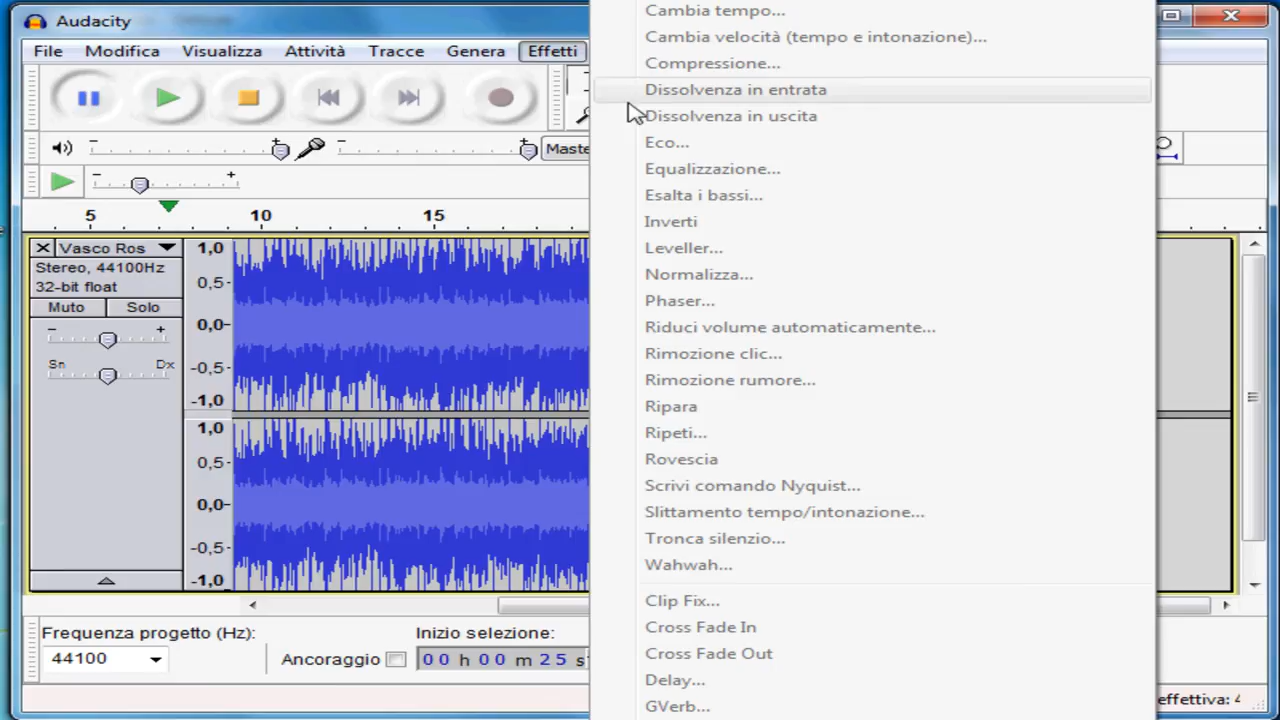 Audacity
File Modifica Visualizza Attività Tracce Genera Effetti
Maste
5 10 15
Vasco Ros
Stereo, 44100Hz
32-bit float
Muto Solo
- +
Sn Dx
1,0
0,5-
0,0-
-0,5-
-1,0
1,0
0,5-
0,0-
-0,5-
-1,0
Frequenza progetto (Hz):
44100
Ancoraggio
Inizio selezione:
00 h 00 m 25 s
Cambia tempo...
Cambia velocità (tempo e intonazione)...
Compressione...
Dissolvenza in entrata
Dissolvenza in uscita
Eco...
Equalizzazione...
Esalta i bassi...
Inverti
Leveller...
Normalizza...
Phaser...
Riduci volume automaticamente...
Rimozione clic...
Rimozione rumore...
Ripara
Ripeti...
Rovescia
Scrivi comando Nyquist...
Slittamento tempo/intonazione...
Tronca silenzio...
Wahwah...
Clip Fix...
Cross Fade In
Cross Fade Out
Delay...
GVerb...
effettiva: 4